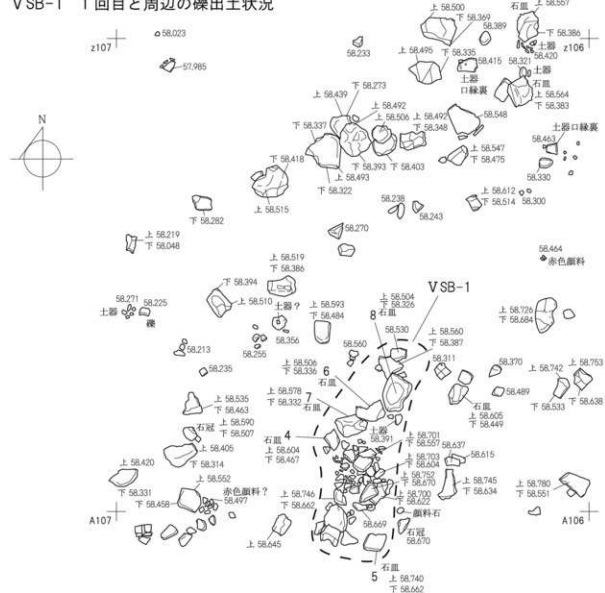 VSB-1 1回目と周辺の礫出土状況
z107
58,023
57,985
58,233
上 58,500
下 58,369
58,389
石皿
上 58,557
下 58,386
z106
土器
58,420
上 58,495
下 58,335
58,415
58,321
土器
土器
口縁裏
石皿
上 58,564
下 58,383
N
下 58,273
上 58,439
上 58,492
上 58,506
上 58,492
下 58,348
58,548
下 58,337
下 58,393
下 58,403
上 58,493
下 58,322
上 58,547
下 58,475
土器口縁裏
58,463
58,330
下 58,418
上 58,515
下 58,282
58,238
58,243
上 58,612
下 58,514
58,300
58,270
上 58,219
下 58,048
58,464
赤色顔料
上 58,519
下 58,386
下 58,394
上 58,510
土器?
58,356
58,255
58,271
土器
58,225
礫
58,213
58,235
上 58,593
下 58,484
上 58,504
下 58,326
石皿
8
58,530
VSB-1
上 58,560
下 58,387
58,560
58,311
上 58,726
下 58,684
58,370
58,489
上 58,742
下 58,533
上 58,753
下 58,638
上 58,506
下 58,336
6
石皿
上 58,578
下 58,332
7
石皿
石皿
上 58,605
下 58,449
上 58,535
下 58,463
石冠
上 58,590
下 58,507
4
石皿
上 58,604
下 58,467
土器
58,391
上 58,701
下 58,557
58,637
58,615
上 58,703
下 58,604
上 58,405
下 58,314
上 58,420
下 58,331
上 58,552
下 58,458
赤色顔料?
58,497
上 58,752
下 58,670
上 58,700
下 58,622
上 58,745
下 58,634
上 58,780
下 58,551
上 58,746
下 58,662
58,669
顔料石
石冠
58,670
上 58,645
石皿
5
上 58,740
下 58,662
A107
A106